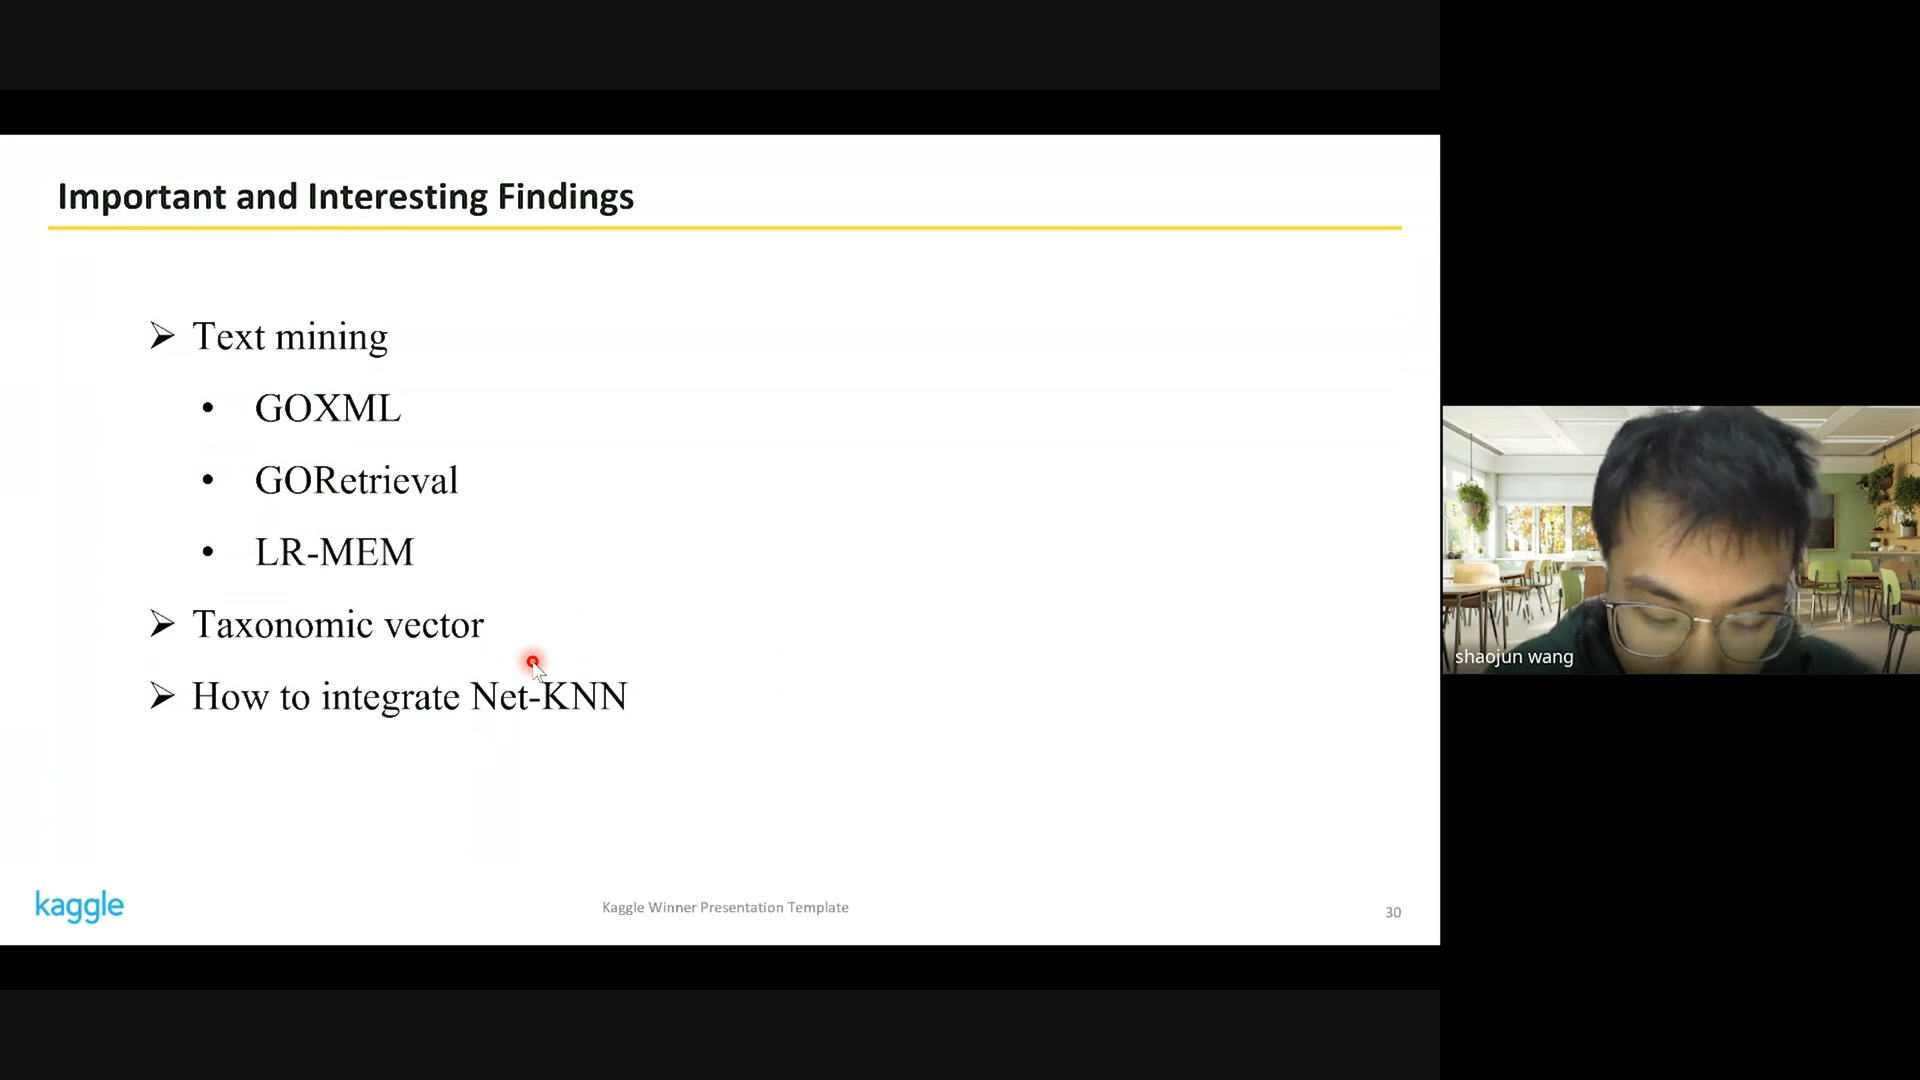 Important and Interesting Findings
➢ Text mining
• GOXML
• GORetrieval
• LR-MEM
➢ Taxonomic vector
➢ How to integrate Net-KNN
kaggle
Kaggle Winner Presentation Template
30
shaojun wang